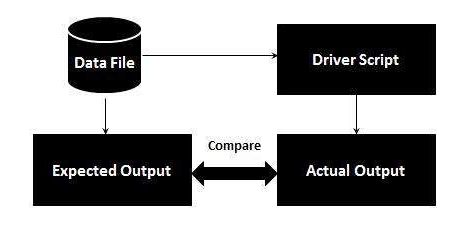 Data File
Driver Script
Compare
Expected Output
Actual Output